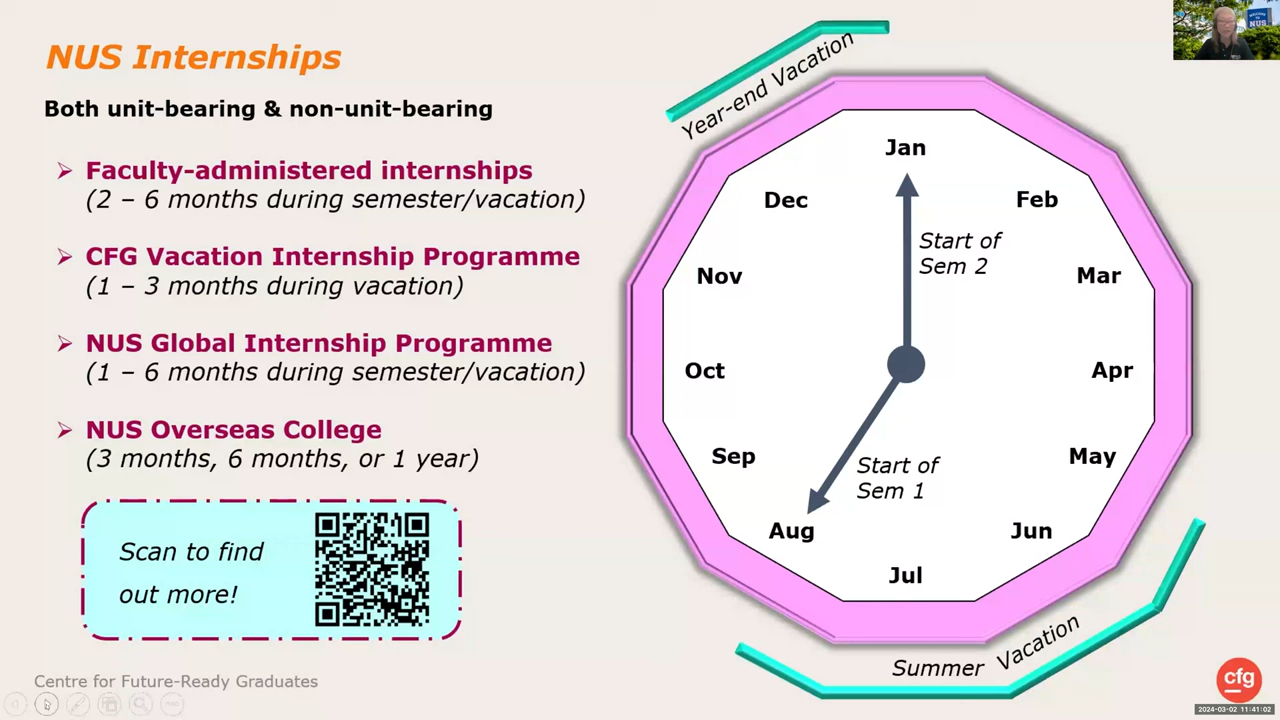 NUS Internships
Both unit-bearing & non-unit-bearing
➢ Faculty-administered internships
(2 – 6 months during semester/vacation)
➢ CFG Vacation Internship Programme
(1 – 3 months during vacation)
➢ NUS Global Internship Programme
(1 – 6 months during semester/vacation)
➢ NUS Overseas College
(3 months, 6 months, or 1 year)
Scan to find
out more!
Centre for Future-Ready Graduates
Year-end Vacation
Jan
Feb
Mar
Apr
May
Jun
Jul
Aug
Sep
Oct
Nov
Dec
Start of
Sem 2
Start of
Sem 1
Summer Vacation
NUS
cfg
2024-03-02 11:41:02